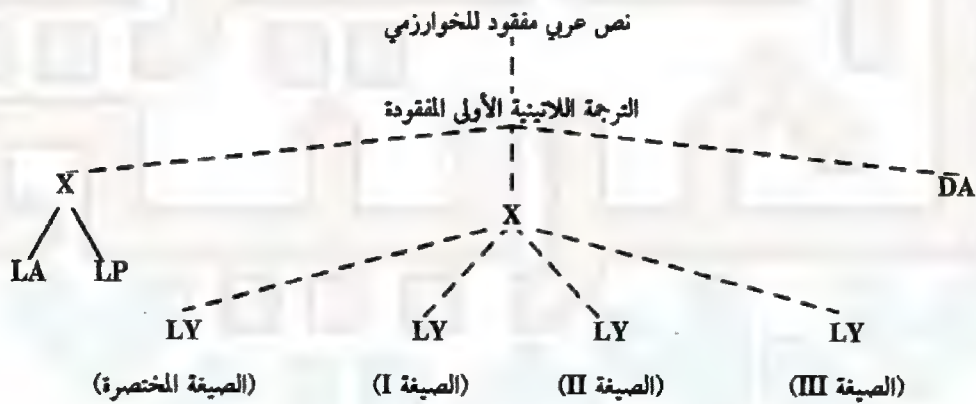 نص عربي مفقود للخوارزمي
الترجمة اللاتينية الأولى المفقودة
X
DA
X
LA LP
LY LY LY LY
(الصيغة المختصرة) (الصيغة I) (الصيغة II) (الصيغة III)